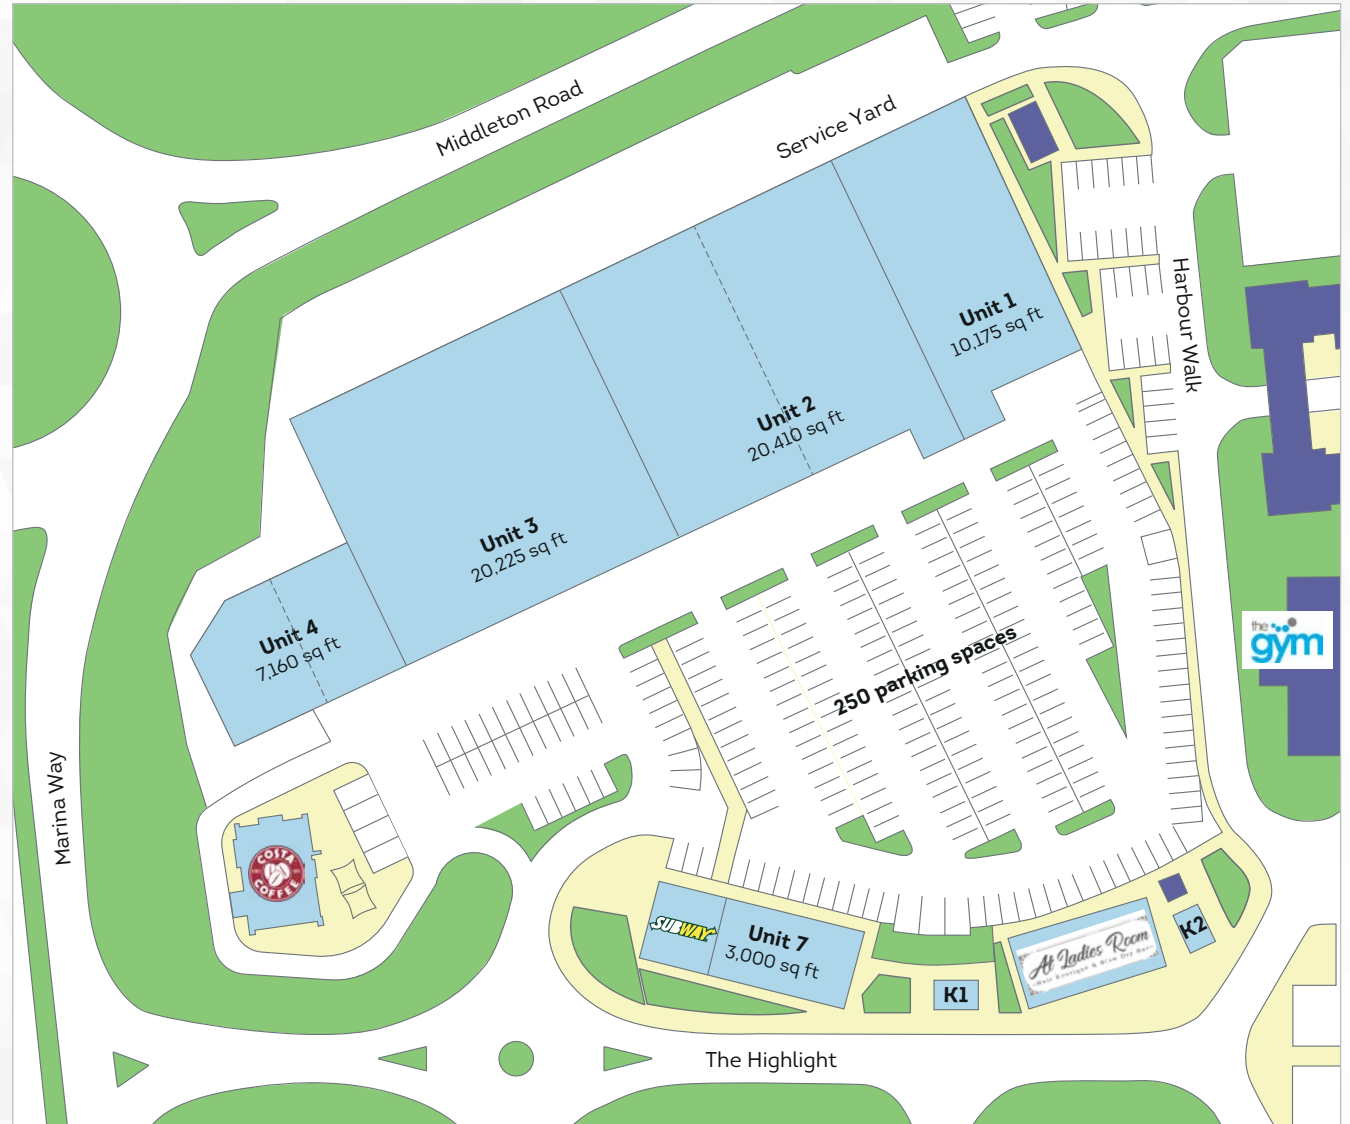 Middleton Road
Service Yard
Harbour Walk
Unit 1
10,175 sq ft
Unit 2
20,410 sq ft
Unit 3
20,225 sq ft
Unit 4
7,160 sq ft
250 parking spaces
the
gym
Marina Way
COSTA
COFFEE
SUBWAY
Unit 7
3,000 sq ft
At Ladies Room
K2
K1
The Highlight